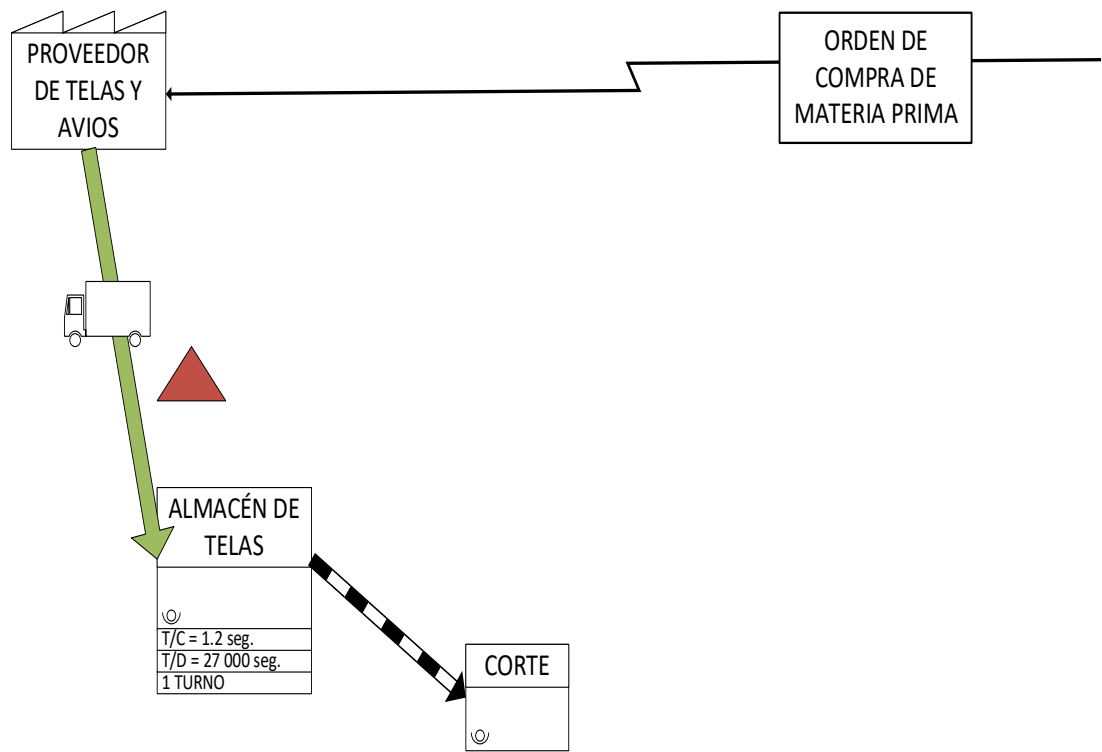 PROVEEDOR
DE TELAS Y
AVIOS
ORDEN DE
COMPRA DE
MATERIA PRIMA
ALMACÉN DE
TELAS
T/C = 1.2 seg.
T/D = 27 000 seg.
1 TURNO
CORTE